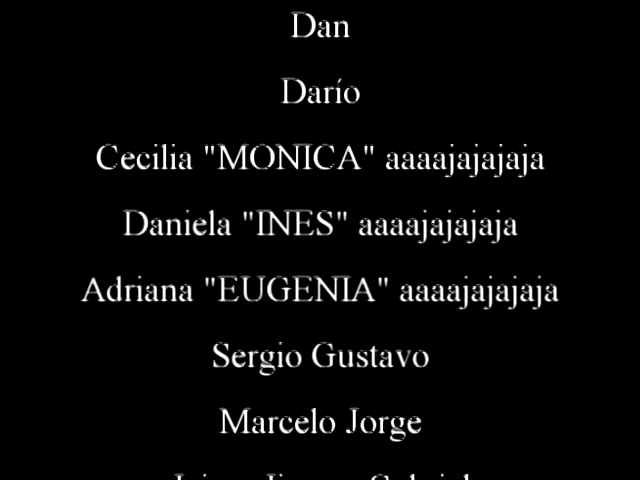 Dan
Darío
Cecilia "MONICA" aaaajajajaja
Daniela "INES" aaaajajajaja
Adriana "EUGENIA" aaaajajajaja
Sergio Gustavo
Marcelo Jorge